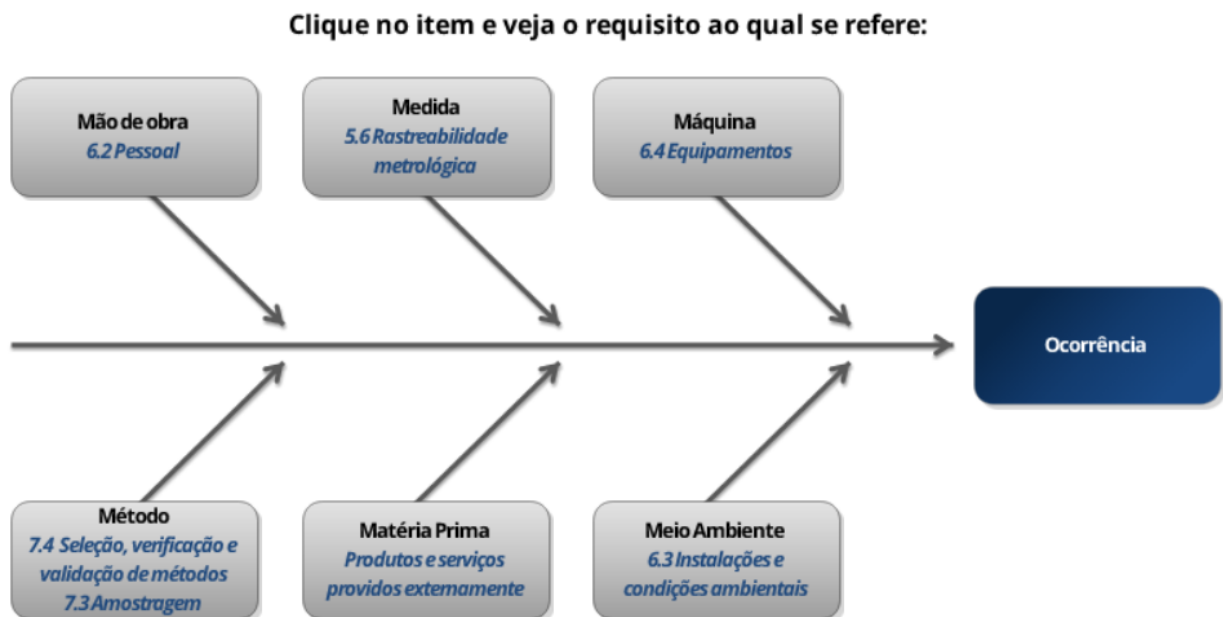 Clique no item e veja o requisito ao qual se refere:
Mão de obra
6.2 Pessoal
Medida
5.6 Rastreabilidade
metrológica
Máquina
6.4 Equipamentos
Ocorrência
Método
7.4 Seleção, verificação e
validação de métodos
7.3 Amostragem
Matéria Prima
Produtos e serviços
providos externamente
Meio Ambiente
6.3 Instalações e
condições ambientais